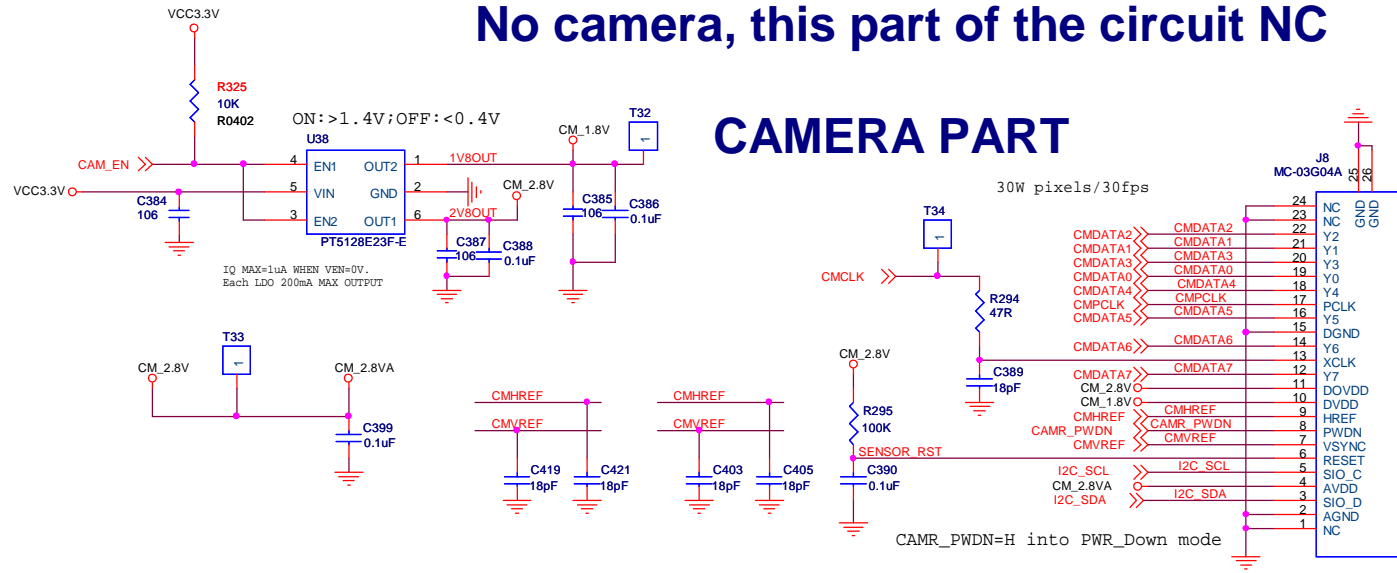 No camera, this part of the circuit NC
CAMERA PART
VCC3.3V
R325
10K
R0402
ON:>1.4V;OFF:<0.4V
U38
CAM_EN
4 EN1 OUT2 1 1V8OUT
VCC3.3V
5 VIN GND 2
3 EN2 OUT1 6 2V8OUT
PT5128E23F-E
C384
106
CM_1.8V
T32
1
CM_2.8V
C385
106
C386
0.1uF
C387
106
C388
0.1uF
IQ MAX=1uA WHEN VEN=0V.
Each LDO 200mA MAX OUTPUT
T33
1
CM_2.8V
CM_2.8VA
C399
0.1uF
CMHREF
CMVREF
C419
18pF
C421
18pF
CMHREF
CMVREF
C403
18pF
C405
18pF
30W pixels/30fps
T34
1
CMCLK
R294
47R
C389
18pF
CM_2.8V
R295
100K
SENSOR_RST
C390
0.1uF
J8
MC-03G04A
25 GND
26 GND
24 NC
23 NC
CMDATA2 CMDATA2 22 Y2
CMDATA1 CMDATA1 21 Y1
CMDATA3 CMDATA3 20 Y3
CMDATA0 CMDATA0 19 Y0
CMDATA4 CMDATA4 18 Y4
CMPCLK CMPCLK 17 PCLK
CMDATA5 CMDATA5 16 Y5
15 DGND
CMDATA6 CMDATA6 14 Y6
13 XCLK
CMDATA7 CMDATA7 12 Y7
CM_2.8V 11 DOVDD
CM_1.8V 10 DVDD
CMHREF CMHREF 9 HREF
CAMR_PWDN CAMR_PWDN 8 PWDN
CMVREF CMVREF 7 VSYNC
6 RESET
I2C_SCL I2C_SCL 5 SIO_C
CM_2.8VA 4 AVDD
I2C_SDA I2C_SDA 3 SIO_D
2 AGND
1 NC
CAMR_PWDN=H into PWR_Down mode